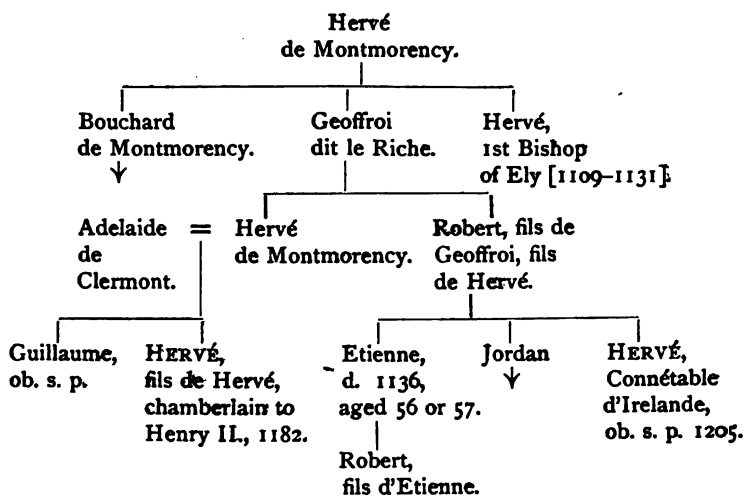 Hervé
de Montmorency.
Bouchard
de Montmorency.
Geoffroi
dit le Riche.
Hervé,
1st Bishop
of Ely [1109–1131].
Adelaide
de
Clermont.
=
Hervé
de Montmorency.
Robert, fils de
Geoffroi, fils
de Hervé.
Guillaume,
ob. s. p.
HERVÉ,
fils de Hervé,
chamberlain to
Henry II., 1182.
Etienne,
d. 1136,
aged 56 or 57.
Robert,
fils d'Etienne.
Jordan
HERVÉ,
Connétable
d'Irelande,
ob. s. p. 1205.